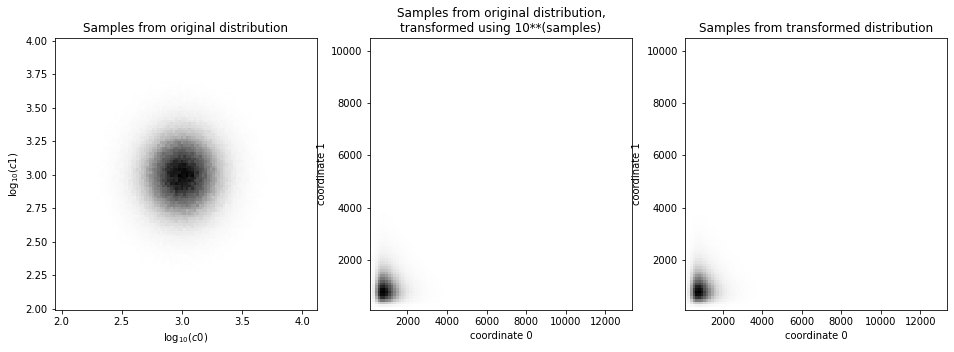 Samples from original distribution
4.00
3.75
3.50
3.25
3.00
2.75
2.50
2.25
2.00
log₁₀(c1)
2.0 2.5 3.0 3.5 4.0
log₁₀(c0)
Samples from original distribution,
transformed using 10**(samples)
10000
8000
6000
4000
2000
coordinate 1
2000 4000 6000 8000 10000 12000
coordinate 0
Samples from transformed distribution
10000
8000
6000
4000
2000
coordinate 1
2000 4000 6000 8000 10000 12000
coordinate 0